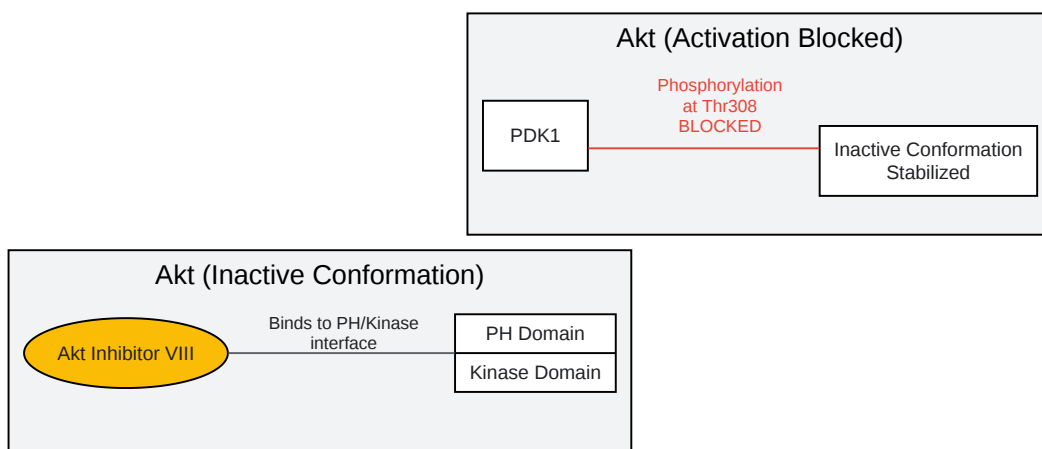 Akt (Activation Blocked)
Phosphorylation
at Thr308
BLOCKED
PDK1
Inactive Conformation
Stabilized
Akt (Inactive Conformation)
Binds to PH/Kinase
interface
Akt Inhibitor VIII
PH Domain
Kinase Domain